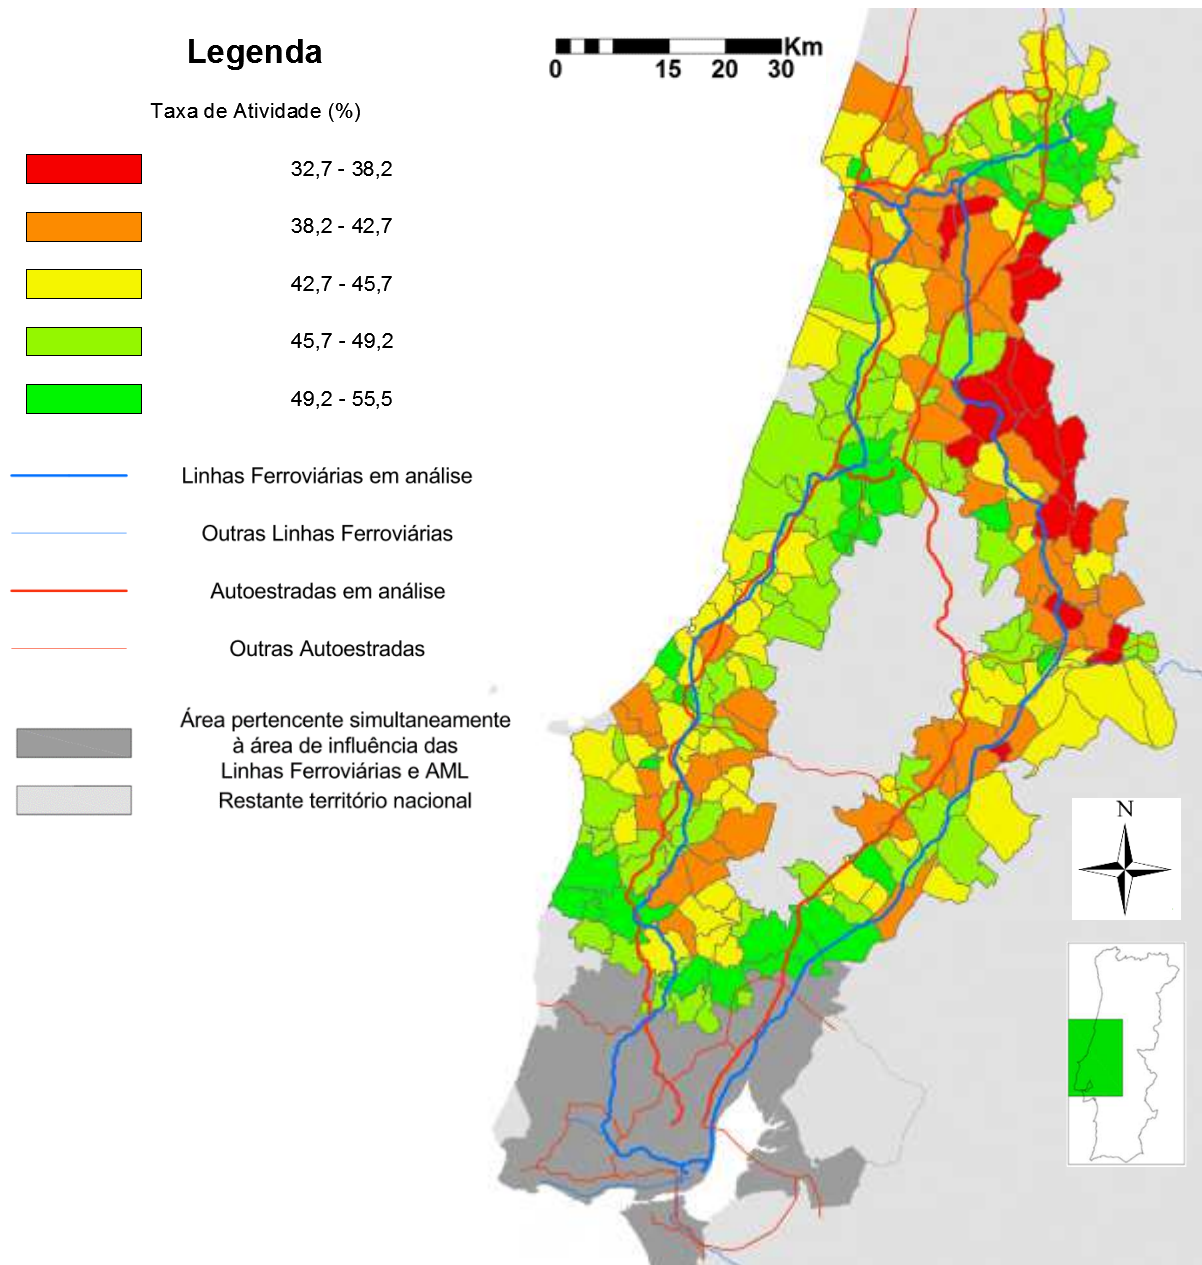 Legenda
Taxa de Atividade (%)
32,7 - 38,2
38,2 - 42,7
42,7 - 45,7
45,7 - 49,2
49,2 - 55,5
Linhas Ferroviárias em análise
Outras Linhas Ferroviárias
Autoestradas em análise
Outras Autoestradas
Área pertencente simultaneamente
à área de influência das
Linhas Ferroviárias e AML
Restante território nacional
Km
0 15 20 30
N